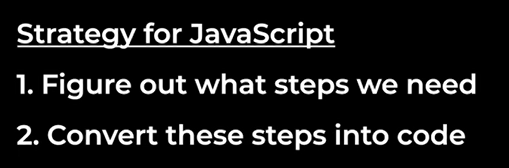 Strategy for JavaScript
1. Figure out what steps we need
2. Convert these steps into code